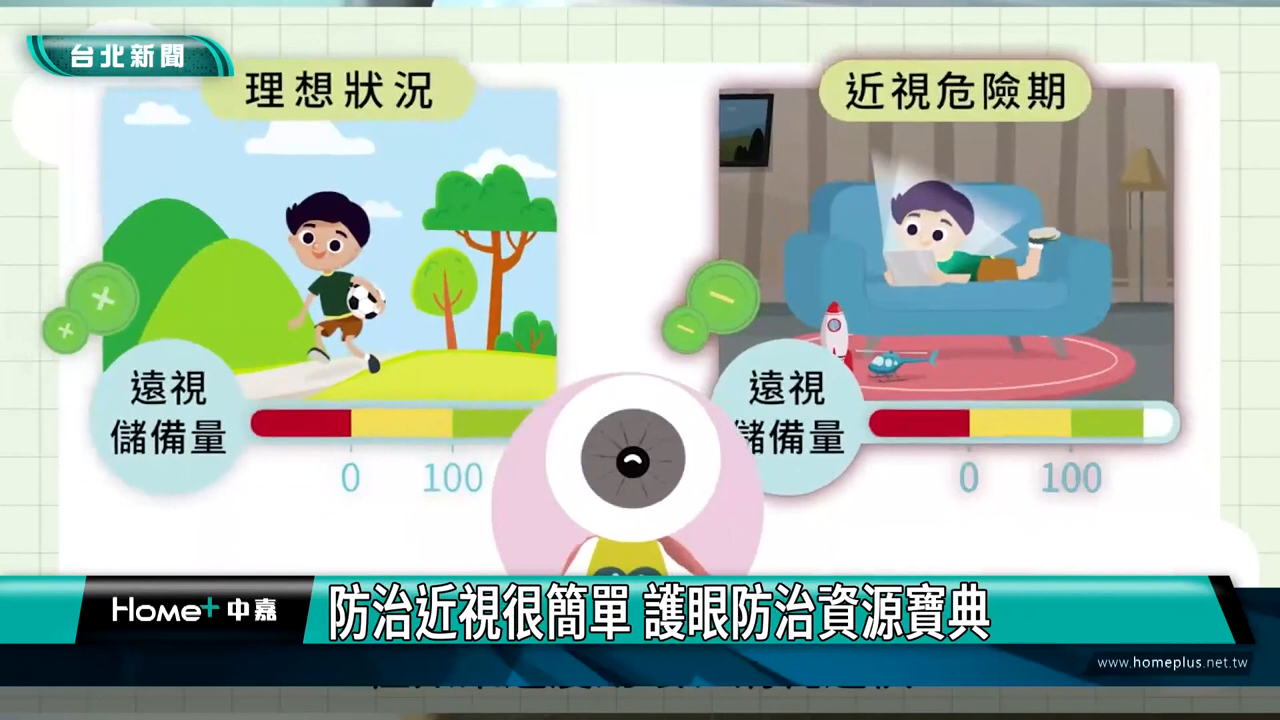 台北新聞
理想狀況
近視危險期
遠視
儲備量
0
100
遠視
儲備量
0
100
Home+中嘉
防治近視很簡單 護眼防治資源寶典
www.homeplus.net.tw